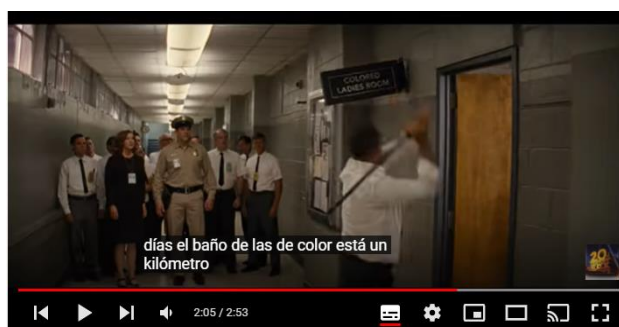 COLORED
LADIES ROOM
días el baño de las de color está un
kilómetro
2:05 / 2:53